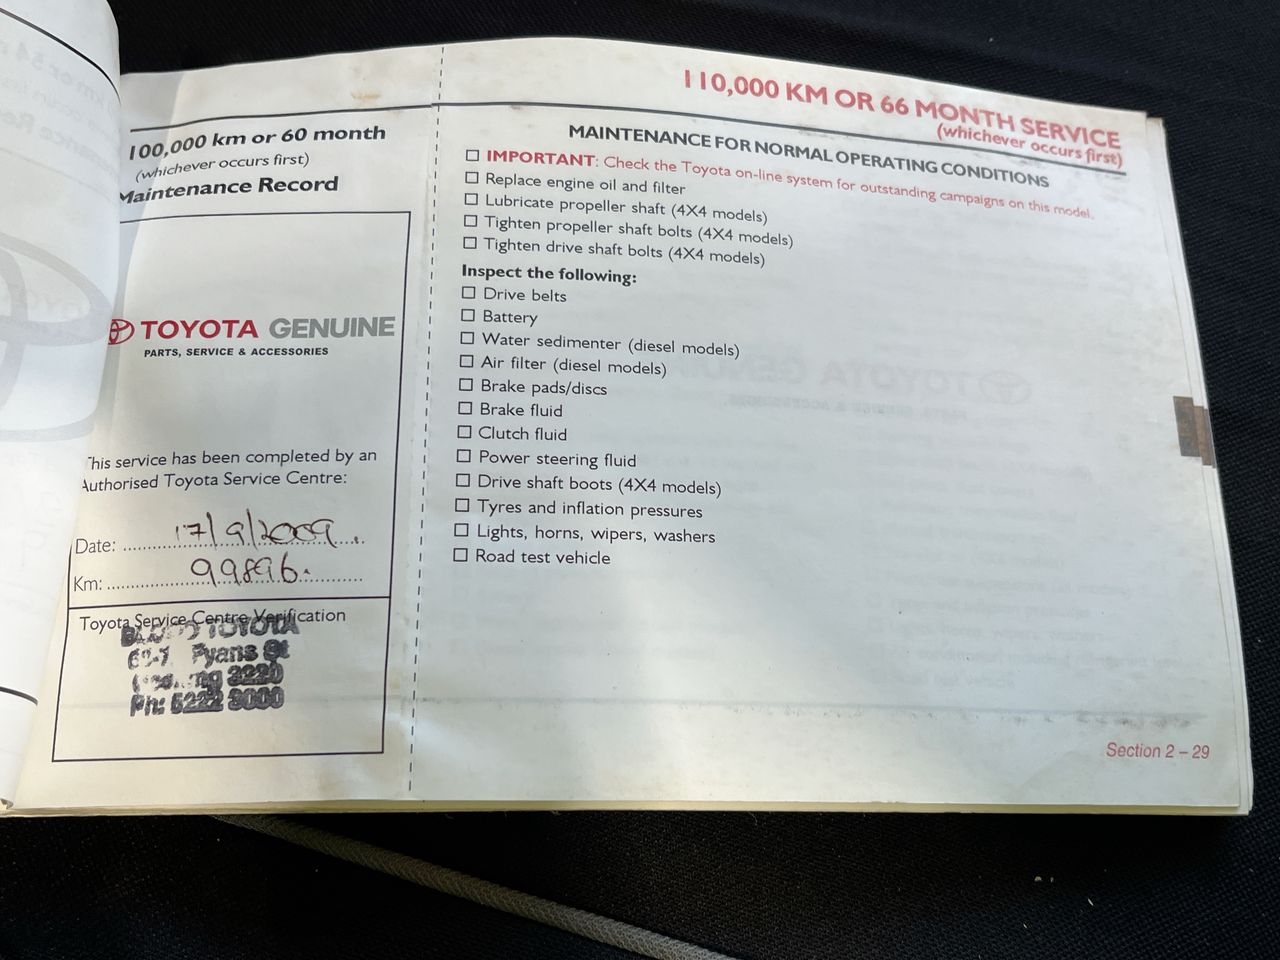 100,000 km or 60 month
(whichever occurs first)
Maintenance Record
TOYOTA GENUINE
PARTS, SERVICE & ACCESSORIES
This service has been completed by an
Authorised Toyota Service Centre:
Date: 17/9/2009
Km: 99896
Toyota Service Centre Verification
TOYOTA
Fyans St
3220
Ph: 5222 3000
110,000 KM OR 66 MONTH SERVICE
(whichever occurs first)
MAINTENANCE FOR NORMAL OPERATING CONDITIONS
☐ IMPORTANT: Check the Toyota on-line system for outstanding campaigns on this model.
☐ Replace engine oil and filter
☐ Lubricate propeller shaft (4X4 models)
☐ Tighten propeller shaft bolts (4X4 models)
☐ Tighten drive shaft bolts (4X4 models)
Inspect the following:
☐ Drive belts
☐ Battery
☐ Water sedimenter (diesel models)
☐ Air filter (diesel models)
☐ Brake pads/discs
☐ Brake fluid
☐ Clutch fluid
☐ Power steering fluid
☐ Drive shaft boots (4X4 models)
☐ Tyres and inflation pressures
☐ Lights, horns, wipers, washers
☐ Road test vehicle
Section 2 – 29